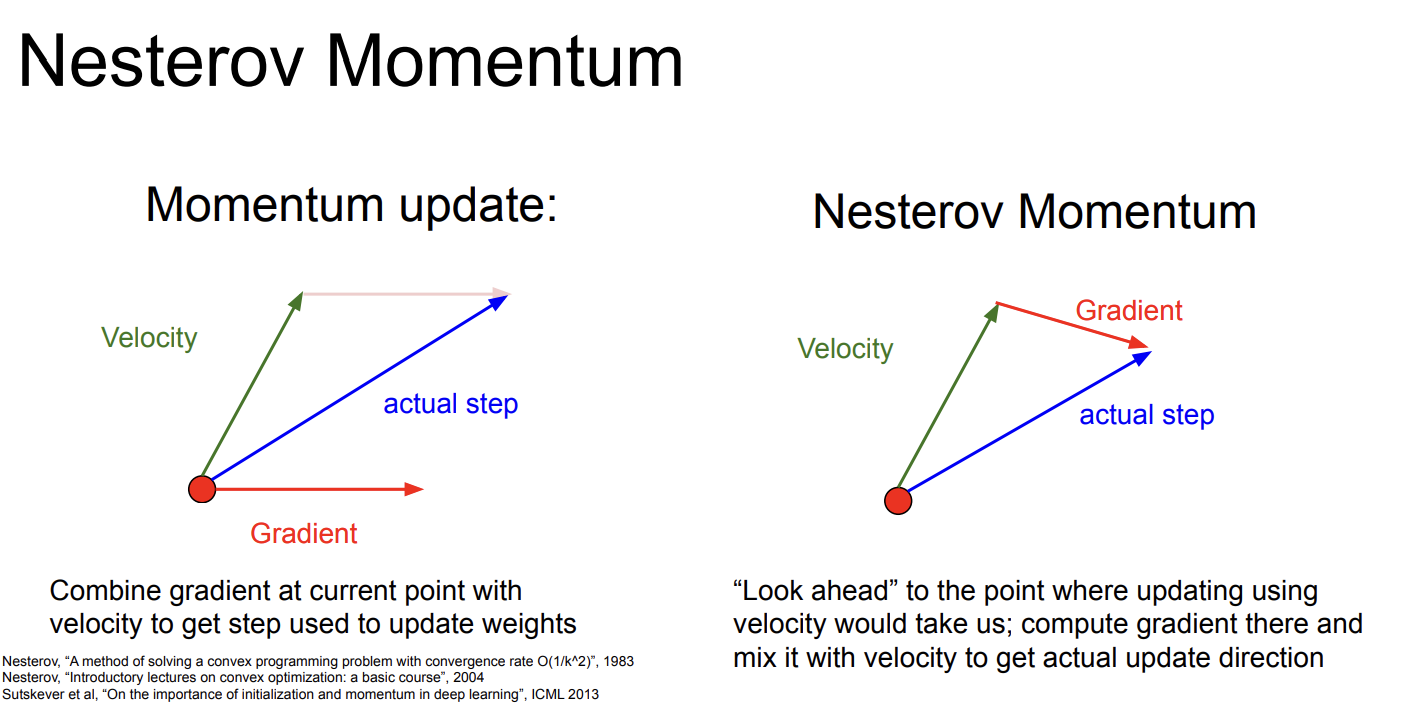 Nesterov Momentum
Momentum update:
Velocity
actual step
Gradient
Combine gradient at current point with
velocity to get step used to update weights
Nesterov Momentum
Gradient
Velocity
actual step
“Look ahead” to the point where updating using
velocity would take us; compute gradient there and
mix it with velocity to get actual update direction
Nesterov, “A method of solving a convex programming problem with convergence rate O(1/k^2)”, 1983
Nesterov, “Introductory lectures on convex optimization: a basic course”, 2004
Sutskever et al, “On the importance of initialization and momentum in deep learning”, ICML 2013